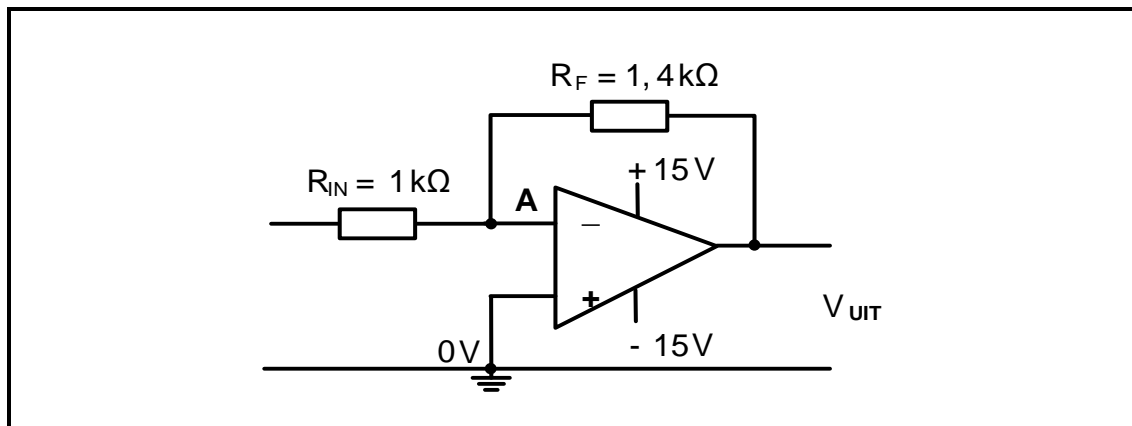 R_F = 1, 4 kΩ
R_IN = 1 kΩ
+ 15 V
A
−
+
V_UIT
0 V
- 15 V